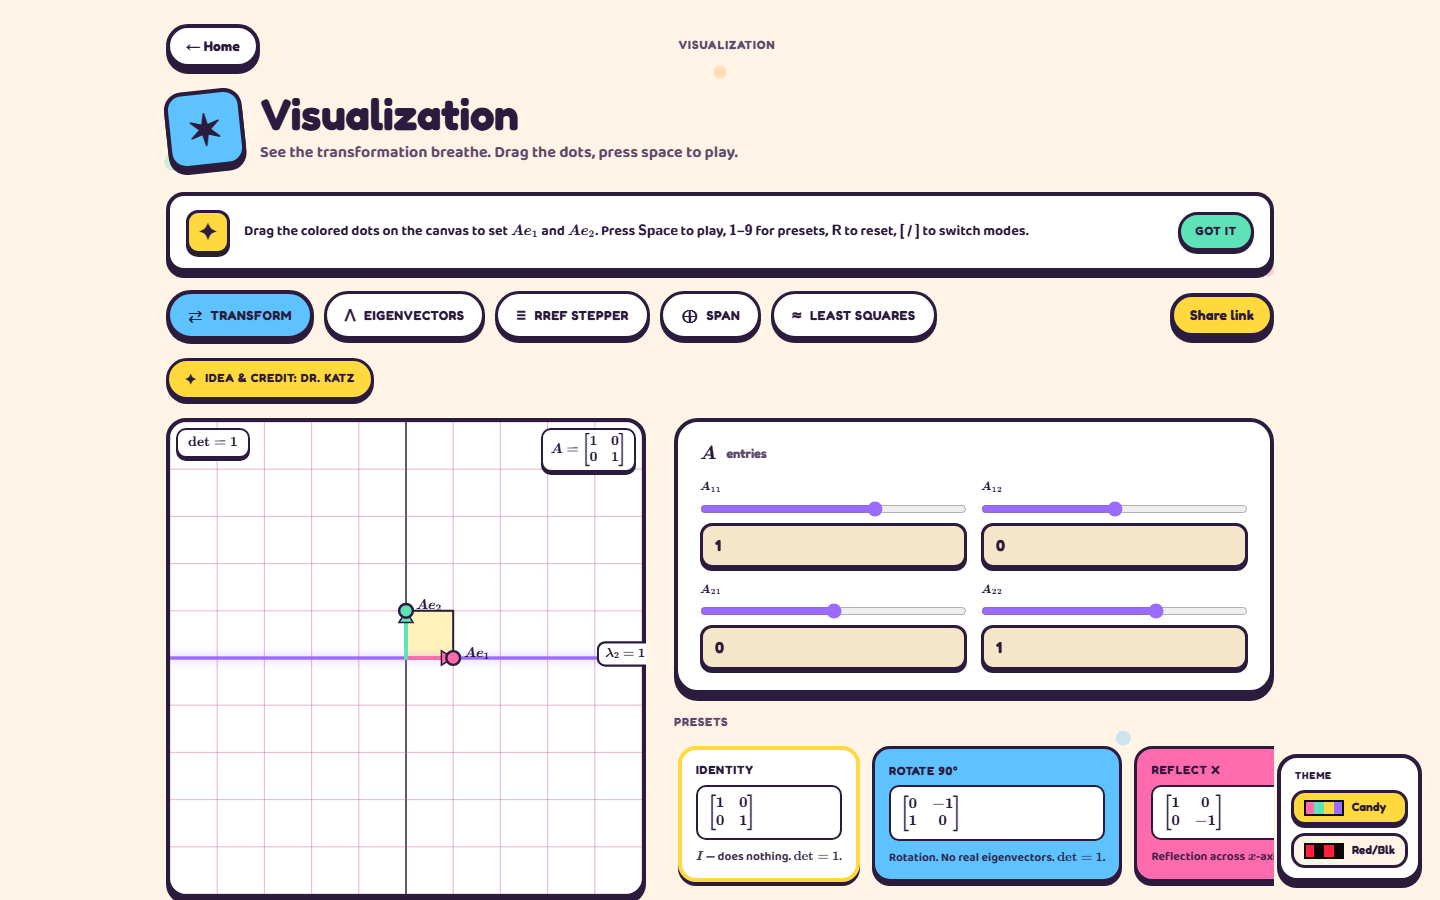 ← Home
VISUALIZATION
Visualization
See the transformation breathe. Drag the dots, press space to play.
Drag the colored dots on the canvas to set Ae₁ and Ae₂. Press Space to play, 1–9 for presets, R to reset, [ / ] to switch modes.
GOT IT
TRANSFORM
EIGENVECTORS
RREF STEPPER
SPAN
≈ LEAST SQUARES
Share link
IDEA & CREDIT: DR. KATZ
det = 1
A = [1 0
0 1]
Ae₂
Ae₁
λ₂ = 1
A entries
A₁₁
A₁₂
1
0
A₂₁
A₂₂
0
1
PRESETS
IDENTITY
[1 0
0 1]
I – does nothing. det = 1.
ROTATE 90°
[0 −1
1 0]
Rotation. No real eigenvectors. det = 1.
REFLECT X
[1 0
0 −1]
Reflection across x-axi
THEME
Candy
Red/Blk